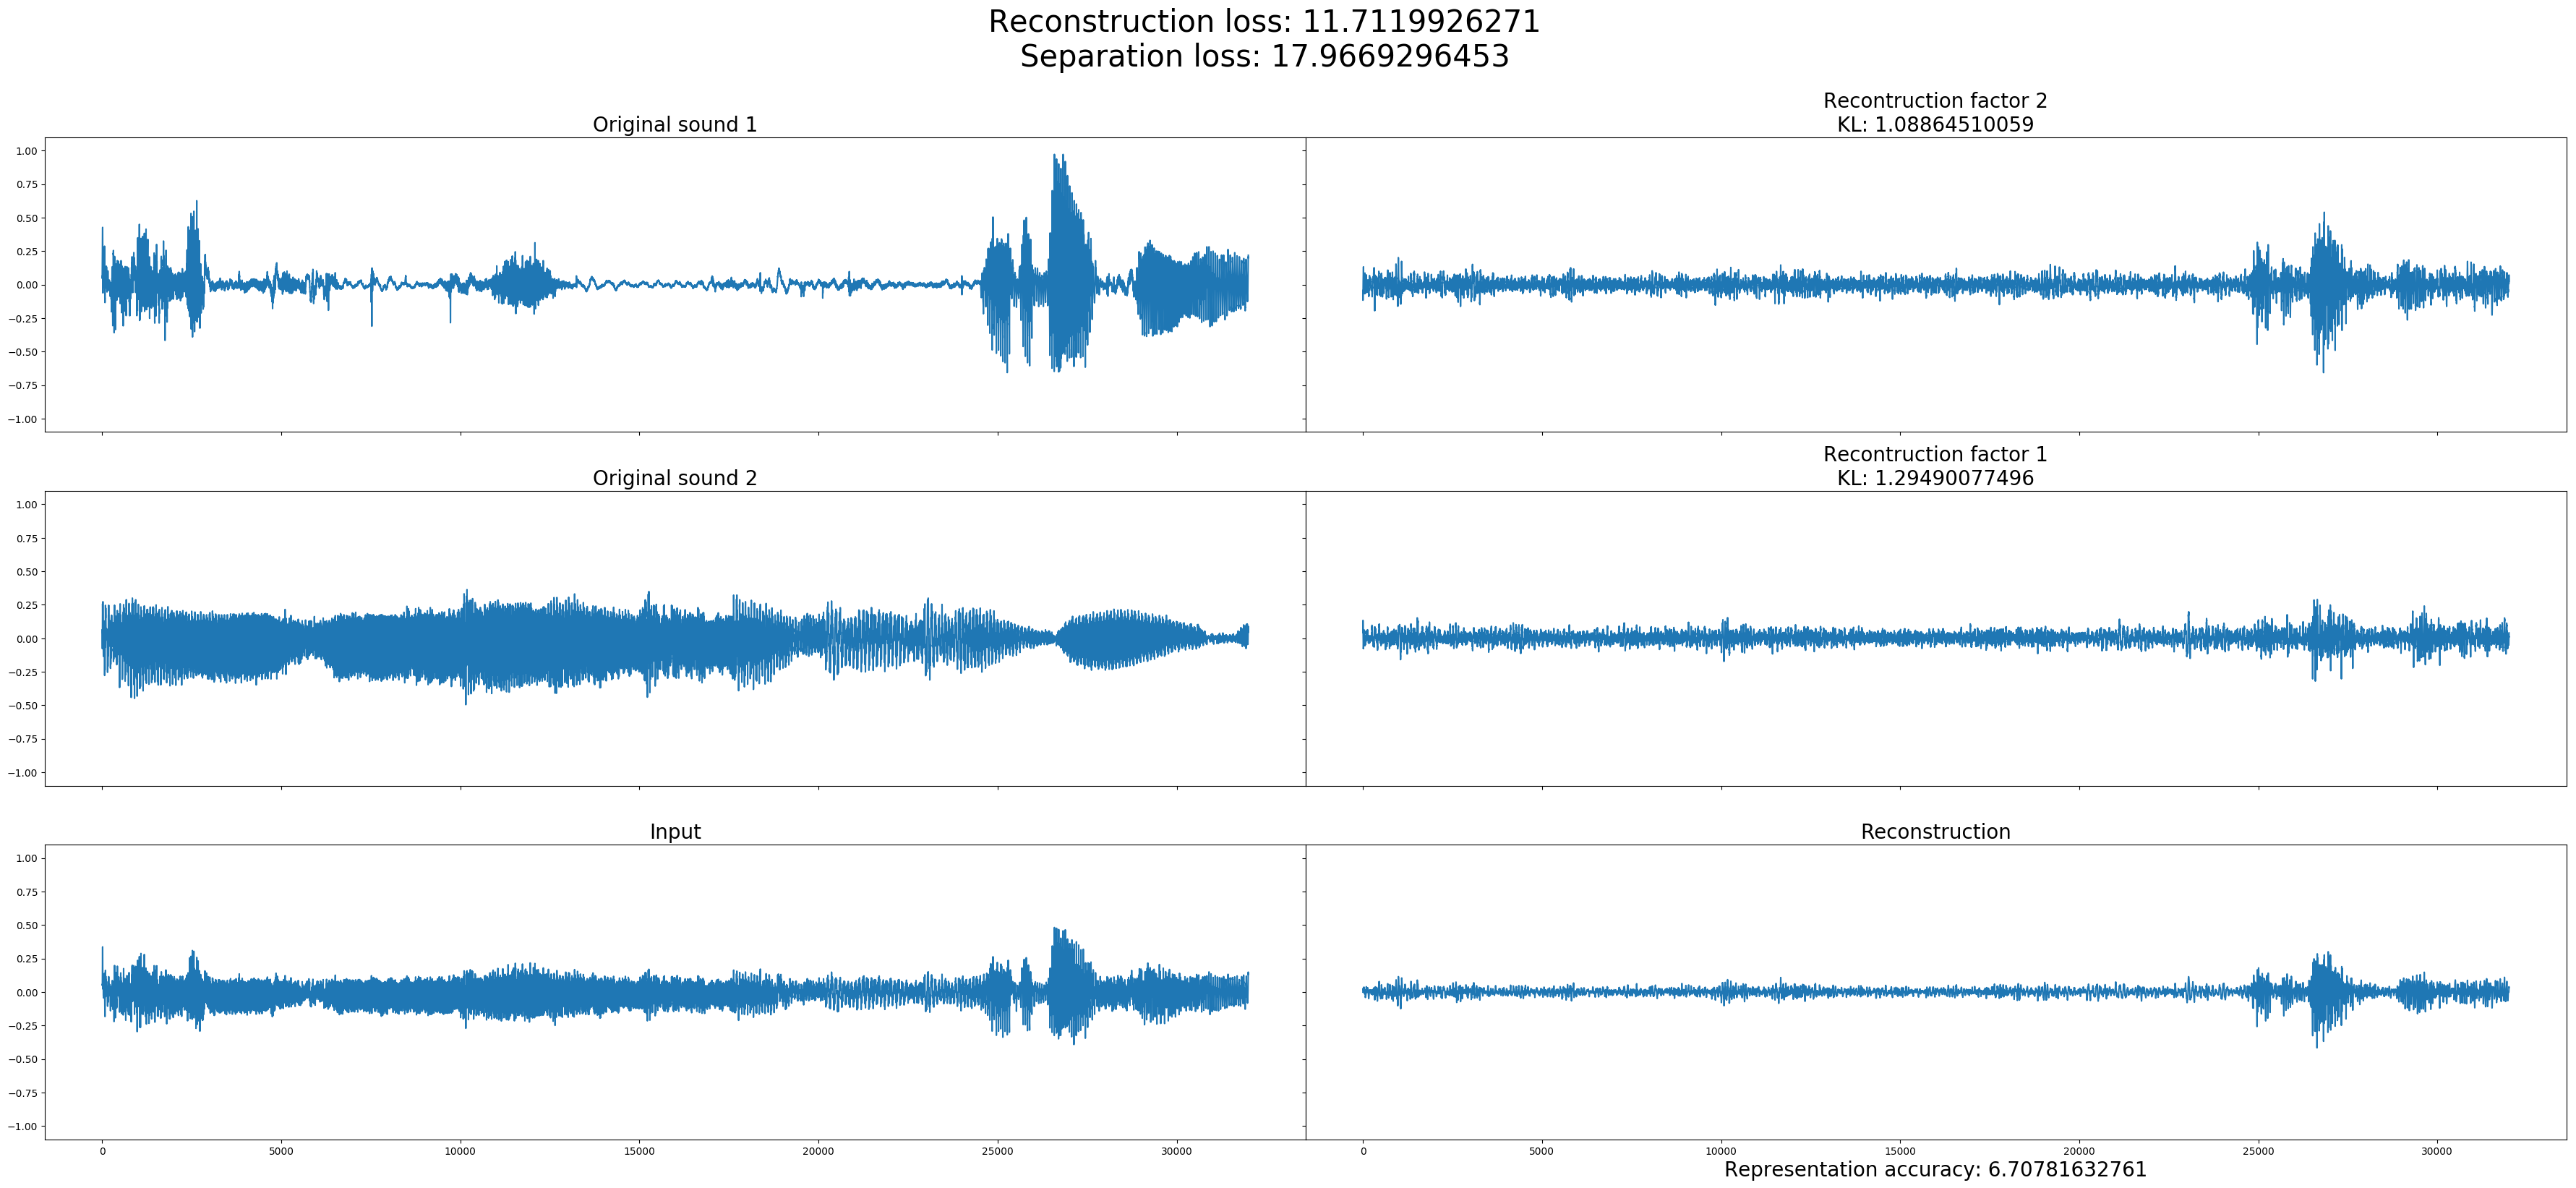 Reconstruction loss: 11.7119926271
Separation loss: 17.9669296453
Original sound 1
1.00
0.75
0.50
0.25
0.00
−0.25
−0.50
−0.75
−1.00
Recontruction factor 2
KL: 1.08864510059
Original sound 2
1.00
0.75
0.50
0.25
0.00
−0.25
−0.50
−0.75
−1.00
Recontruction factor 1
KL: 1.29490077496
Input
1.00
0.75
0.50
0.25
0.00
−0.25
−0.50
−0.75
−1.00
0 5000 10000 15000 20000 25000 30000
Reconstruction
0 5000 10000 15000 20000 25000 30000
Representation accuracy: 6.70781632761